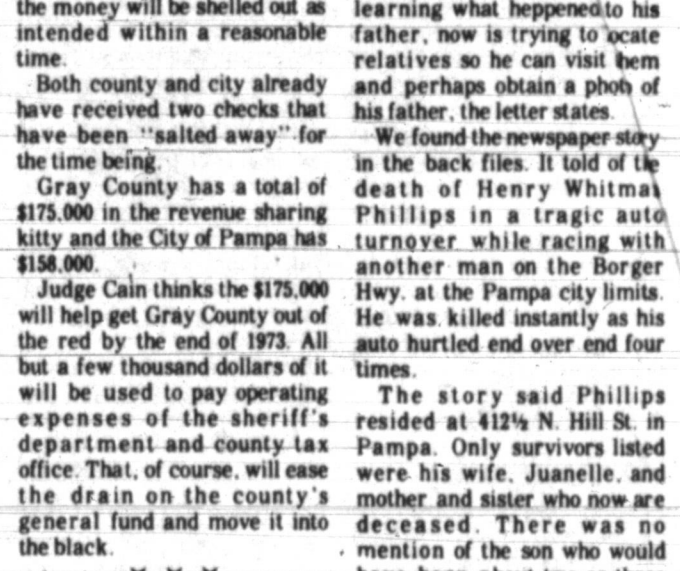 the money will be shelled out as
intended within a reasonable
time.
Both county and city already
have received two checks that
have been "salted away" for
the time being.
Gray County has a total of
$175,000 in the revenue sharing
kitty and the City of Pampa has
$158,000.
Judge Cain thinks the $175,000
will help get Gray County out of
the red by the end of 1973. All
but a few thousand dollars of it
will be used to pay operating
expenses of the sheriff's
department and county tax
office. That, of course, will ease
the drain on the county's
general fund and move it into
the black.
learning what heppened to his
father, now is trying to ocate
relatives so he can visit hem
and perhaps obtain a photo of
his father, the letter states.
We found the newspaper story
in the back files. It told of the
death of Henry Whitman
Phillips in a tragic auto
turnover while racing with
another man on the Borger
Hwy. at the Pampa city limits.
He was killed instantly as his
auto hurtled end over end four
times.
The story said Phillips
resided at 412½ N. Hill St. in
Pampa. Only survivors listed
were his wife, Juanelle, and
mother and sister who now are
deceased. There was no
mention of the son who would